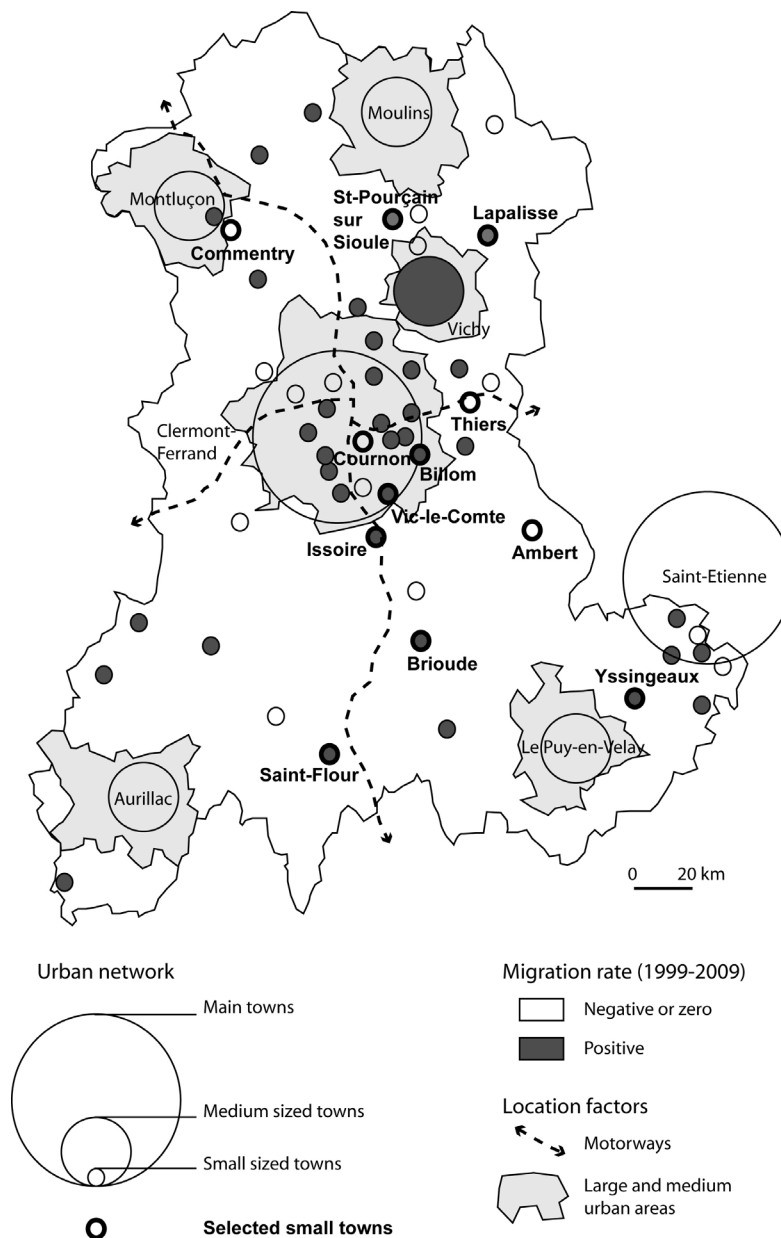 Moulins
Montluçon
St-Pourçain
sur
Sioule
Lapalisse
Commentry
Vichy
Clermont-
Ferrand
Thiers
Cournon
Billom
Vic-le-Comte
Issoire
Ambert
Saint-Etienne
Brioude
Yssingeaux
Le Puy-en-Velay
Saint-Flour
Aurillac
0 20 km
Urban network
Main towns
Medium sized towns
Small sized towns
Selected small towns
Migration rate (1999-2009)
Negative or zero
Positive
Location factors
Motorways
Large and medium
urban areas